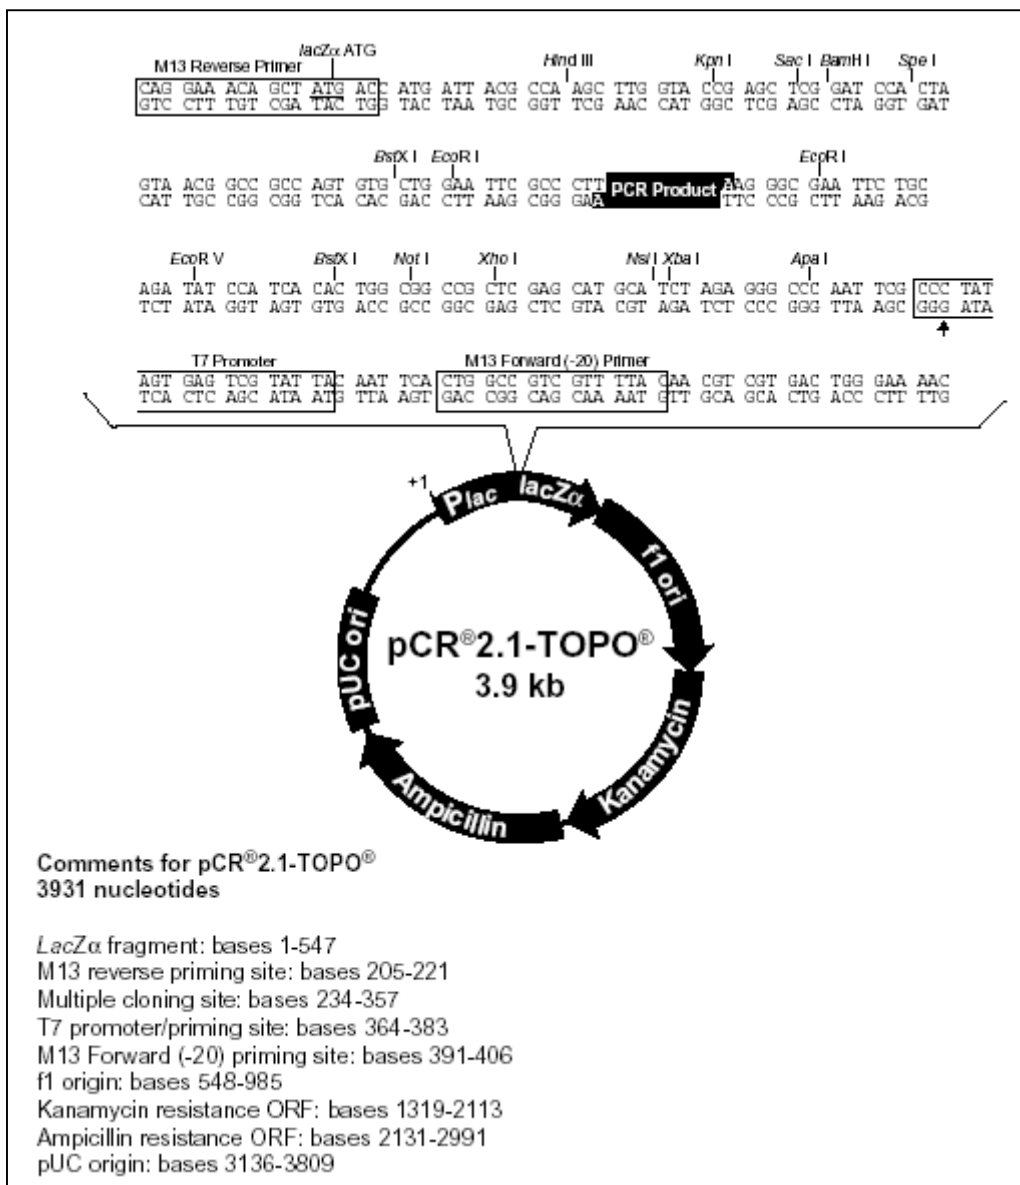 lacZα ATG
M13 Reverse Primer Hind III Kpn I Sac I BamH I Spe I
CAG GAA ACA GCT ATG ACC ATG ATT ACG CCA AGC TTG GTA CCG AGC TCG GAT CCA CTA
GTC CTT TGT CGA TAC TGG TAC TAA TGC GGT TCG AAC CAT GGC TCG AGC CTA GGT GAT
BstX I EcoR I EcoR I
GTA ACG GCC GCC AGT GTG CTG GAA TTC GCC CTT PCR Product AAG GGC GAA TTC TGC
CAT TGC CGG CGG TCA CAC GAC CTT AAG CGG GAA TTC CCG CTT AAG ACG
EcoR V BstX I Not I Xho I Nsi I Xba I Apa I
AGA TAT CCA TCA CAC TGG CGG CCG CTC GAG CAT GCA TCT AGA GGG CCC AAT TCG CCC TAT
TCT ATA GGT AGT GTG ACC GCC GGC GAG CTC GTA CGT AGA TCT CCC GGG TTA AGC GGG ATA
T7 Promoter M13 Forward (-20) Primer
AGT GAG TCG TAT TAC AAT TCA CTG GCC GTC GTT TTA CAA CGT CGT GAC TGG GAA AAC
TCA CTC AGC ATA ATG TTA AGT GAC CGG CAG CAA AAT GTT GCA GCA CTG ACC CTT TTG
+1 Plac lacZα
f1 ori
pUC ori
pCR®2.1-TOPO®
3.9 kb
Kanamycin
Ampicillin
Comments for pCR®2.1-TOPO®
3931 nucleotides
LacZα fragment: bases 1-547
M13 reverse priming site: bases 205-221
Multiple cloning site: bases 234-357
T7 promoter/priming site: bases 364-383
M13 Forward (-20) priming site: bases 391-406
f1 origin: bases 548-985
Kanamycin resistance ORF: bases 1319-2113
Ampicillin resistance ORF: bases 2131-2991
pUC origin: bases 3136-3809